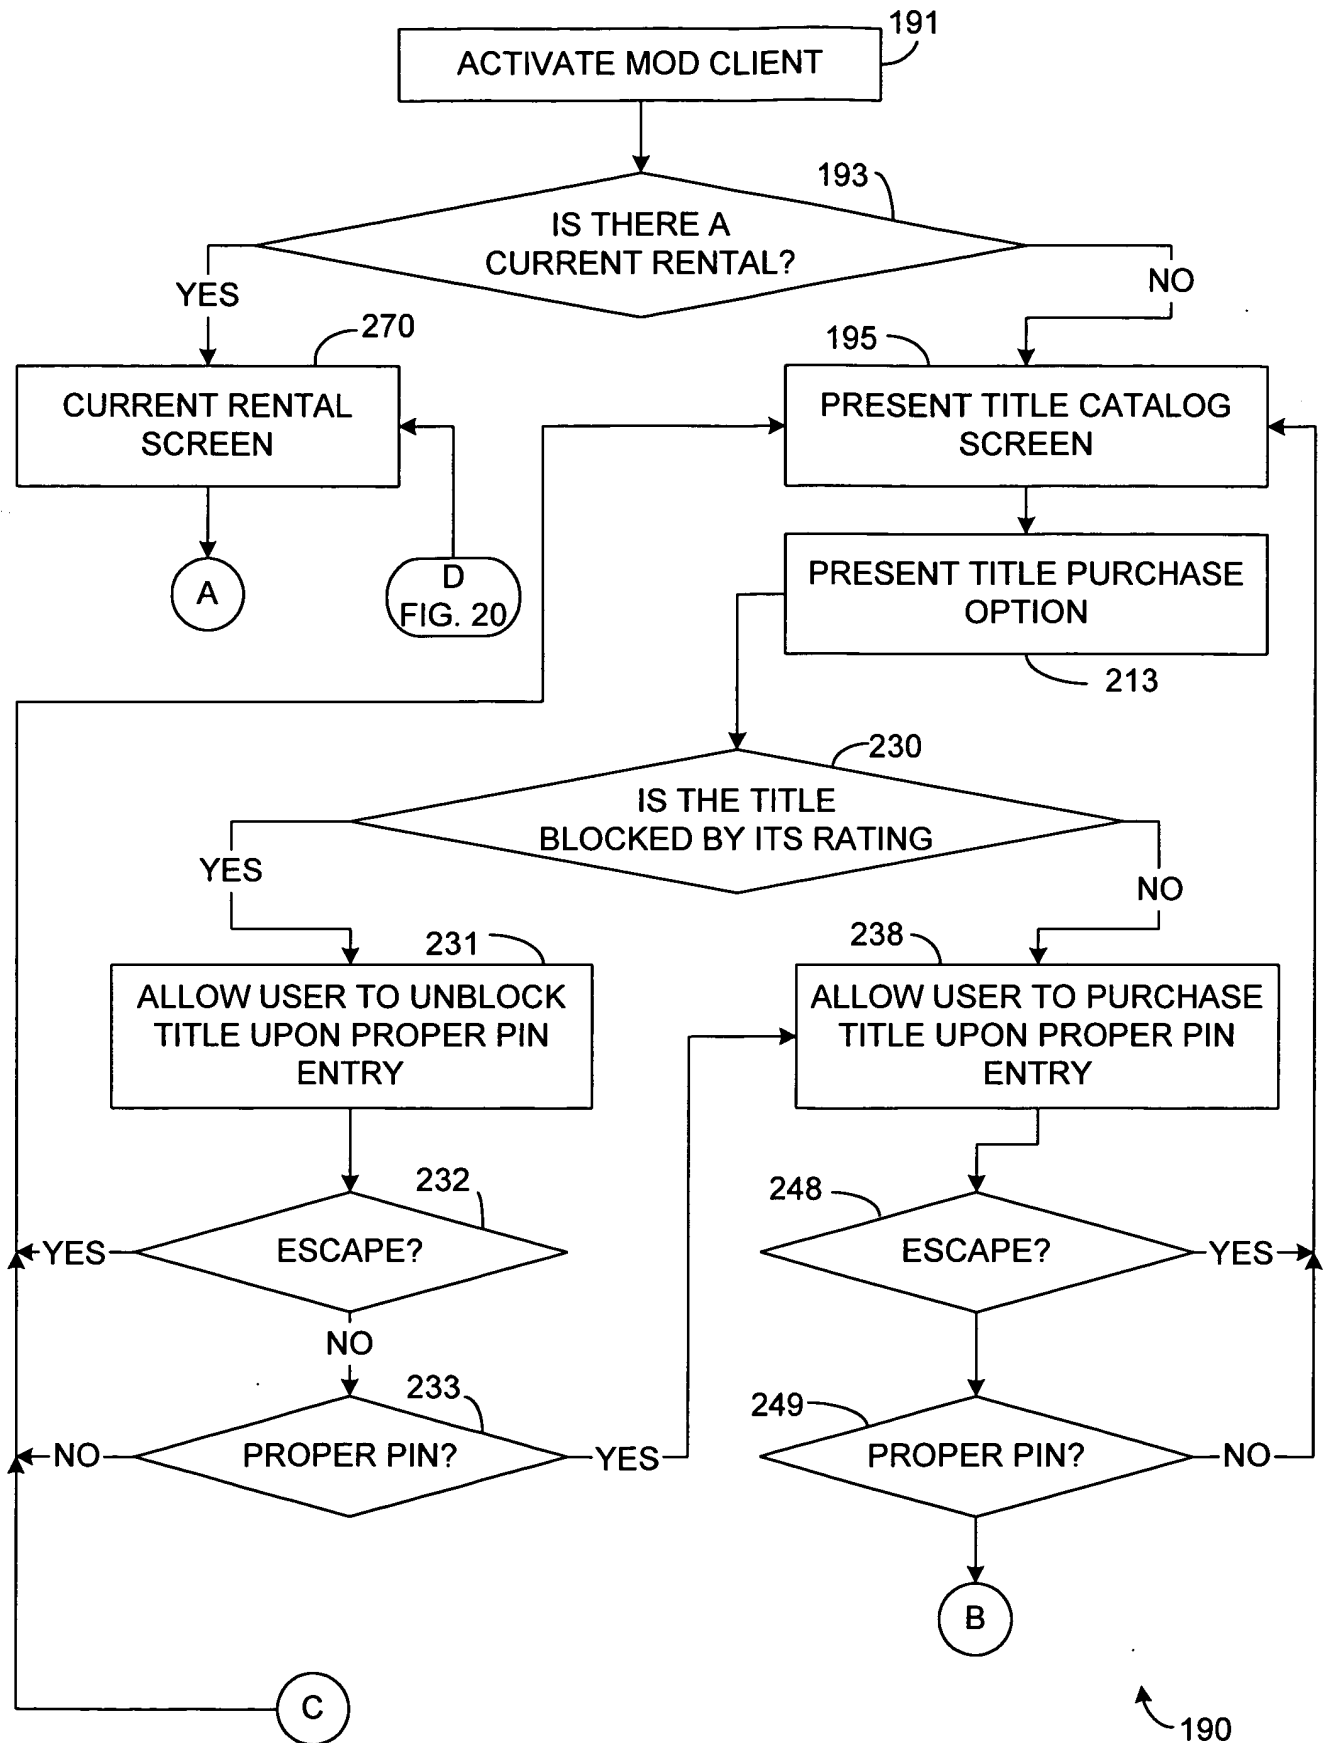 191
ACTIVATE MOD CLIENT
193
IS THERE A
CURRENT RENTAL?
YES
NO
270
195
CURRENT RENTAL
SCREEN
PRESENT TITLE CATALOG
SCREEN
A
D
FIG. 20
PRESENT TITLE PURCHASE
OPTION
213
230
IS THE TITLE
BLOCKED BY ITS RATING
YES
NO
231
238
ALLOW USER TO UNBLOCK
TITLE UPON PROPER PIN
ENTRY
ALLOW USER TO PURCHASE
TITLE UPON PROPER PIN
ENTRY
232
248
YES
ESCAPE?
ESCAPE?
YES
NO
233
249
NO
PROPER PIN?
YES
PROPER PIN?
NO
B
C
190